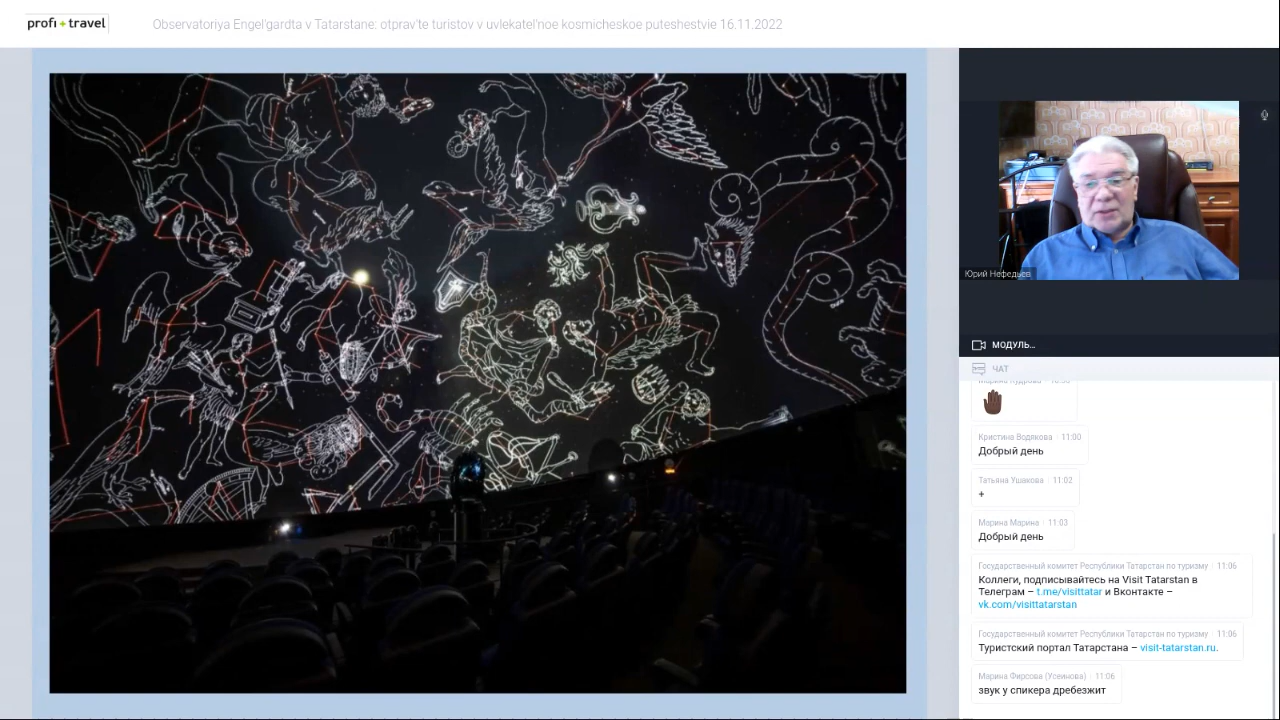 profi travel
Observatoriya Engel'gardta v Tatarstane: otprav'te turistov v uvlekatel'noe kosmicheskoe puteshestvie 16.11.2022
Юрий Нефедьев
МОДУЛЬ...
ЧАТ
Кристина Водякова 11:00
Добрый день
Татьяна Ушакова 11:02
+
Марина Марина 11:03
Добрый день
Государственный комитет Республики Татарстан по туризму 11:06
Коллеги, подписывайтесь на Visit Tatarstan в
Телеграм – t.me/visittatar и Вконтакте –
vk.com/visittatarstan
Государственный комитет Республики Татарстан по туризму 11:06
Туристский портал Татарстана – visit-tatarstan.ru.
Марина Фирсова (Усеинова) 11:06
звук у спикера дребезжит